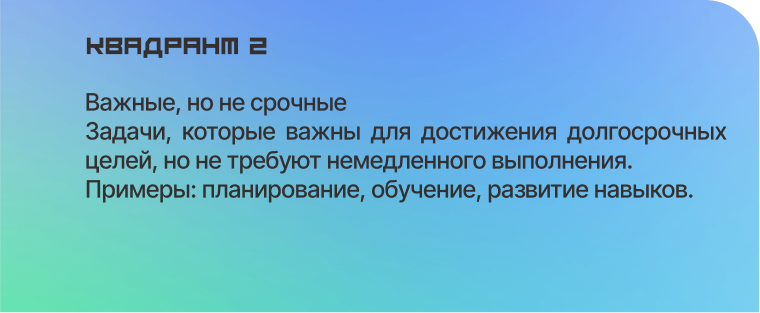 КВАДРАНТ 2
Важные, но не срочные
Задачи, которые важны для достижения долгосрочных
целей, но не требуют немедленного выполнения.
Примеры: планирование, обучение, развитие навыков.